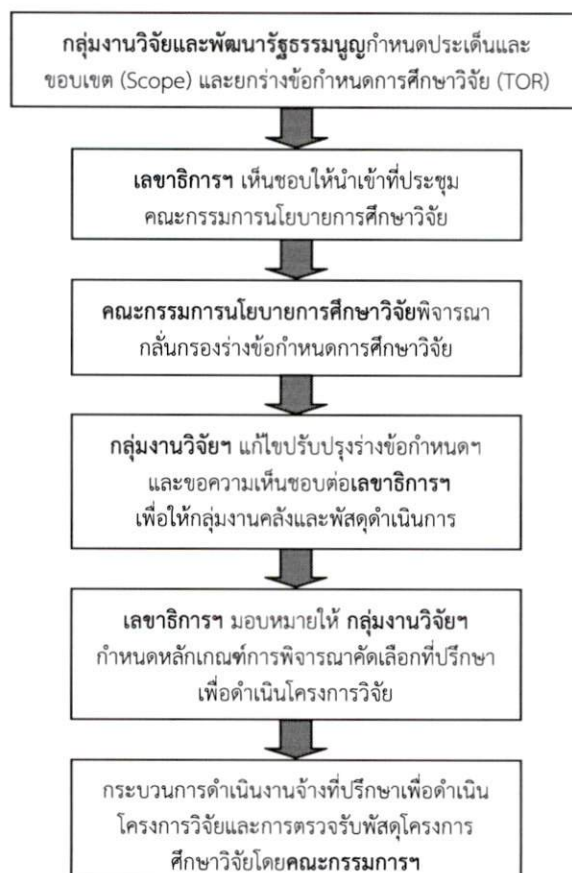 กลุ่มงานวิจัยและพัฒนารัฐธรรมนูญกำหนดประเด็นและ
ขอบเขต (Scope) และยกร่างข้อกำหนดการศึกษาวิจัย (TOR)
เลขาธิการฯ เห็นชอบให้นำเข้าที่ประชุม
คณะกรรมการนโยบายการศึกษาวิจัย
คณะกรรมการนโยบายการศึกษาวิจัยพิจารณา
กลั่นกรองร่างข้อกำหนดการศึกษาวิจัย
กลุ่มงานวิจัยฯ แก้ไขปรับปรุงร่างข้อกำหนดฯ
และขอความเห็นชอบต่อเลขาธิการฯ
เพื่อให้กลุ่มงานคลังและพัสดุดำเนินการ
เลขาธิการฯ มอบหมายให้ กลุ่มงานวิจัยฯ
กำหนดหลักเกณฑ์การพิจารณาคัดเลือกที่ปรึกษา
เพื่อดำเนินโครงการวิจัย
กระบวนการดำเนินงานจ้างที่ปรึกษาเพื่อดำเนิน
โครงการวิจัยและการตรวจรับพัสดุโครงการ
ศึกษาวิจัยโดยคณะกรรมการฯ